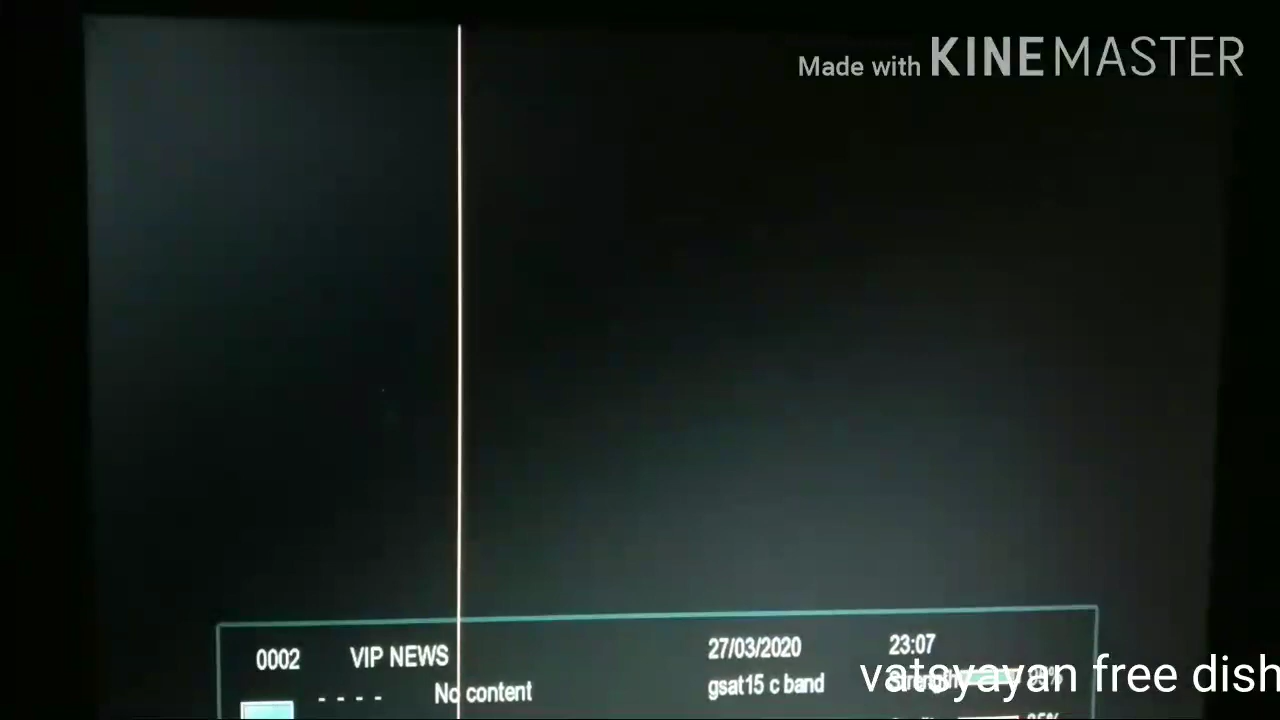 Made with KINEMASTER
0002 VIP NEWS 27/03/2020 23:07
- - - - No content gsat15 c band
vatsyayan free dish